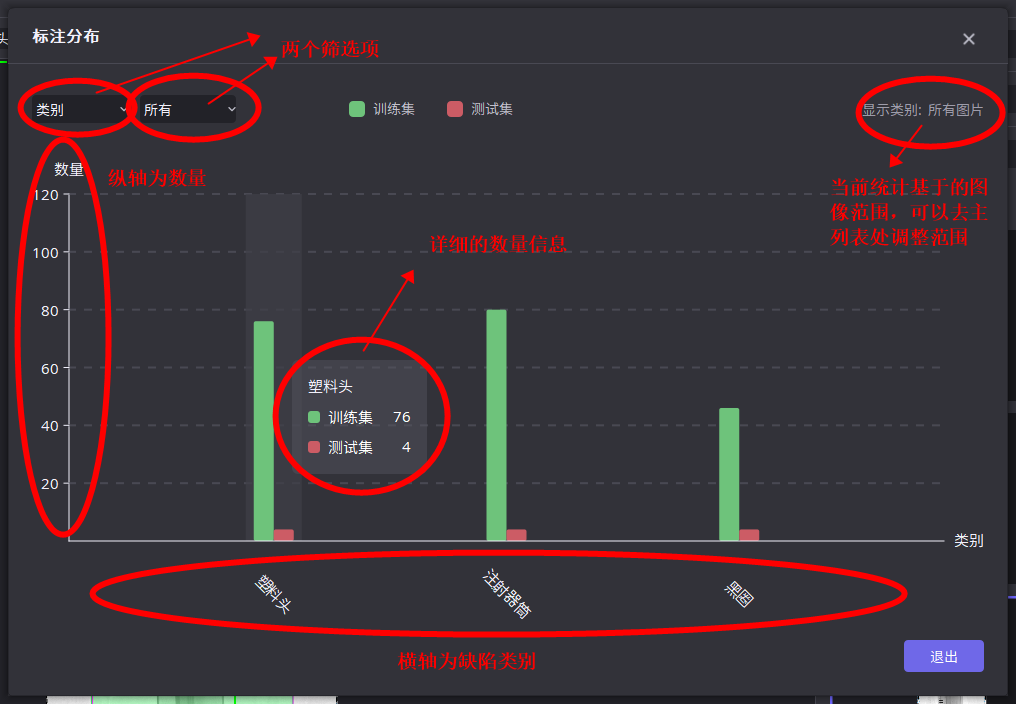 头
标注分布
两个筛选项
类别
所有
训练集
测试集
显示类别: 所有图片
数量
纵轴为数量
当前统计基于的图
像范围，可以去主
列表处调整范围
120
100
80
60
40
20
详细的数量信息
塑料头
训练集 76
测试集 4
类别
塑料头
注射器筒
黑圈
横轴为缺陷类别
退出